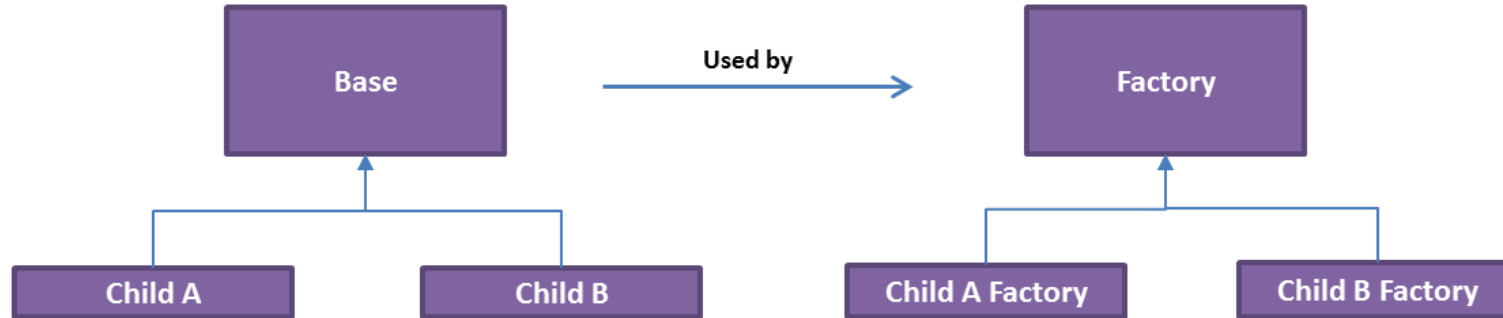 Base
Used by
Factory
Child A
Child B
Child A Factory
Child B Factory